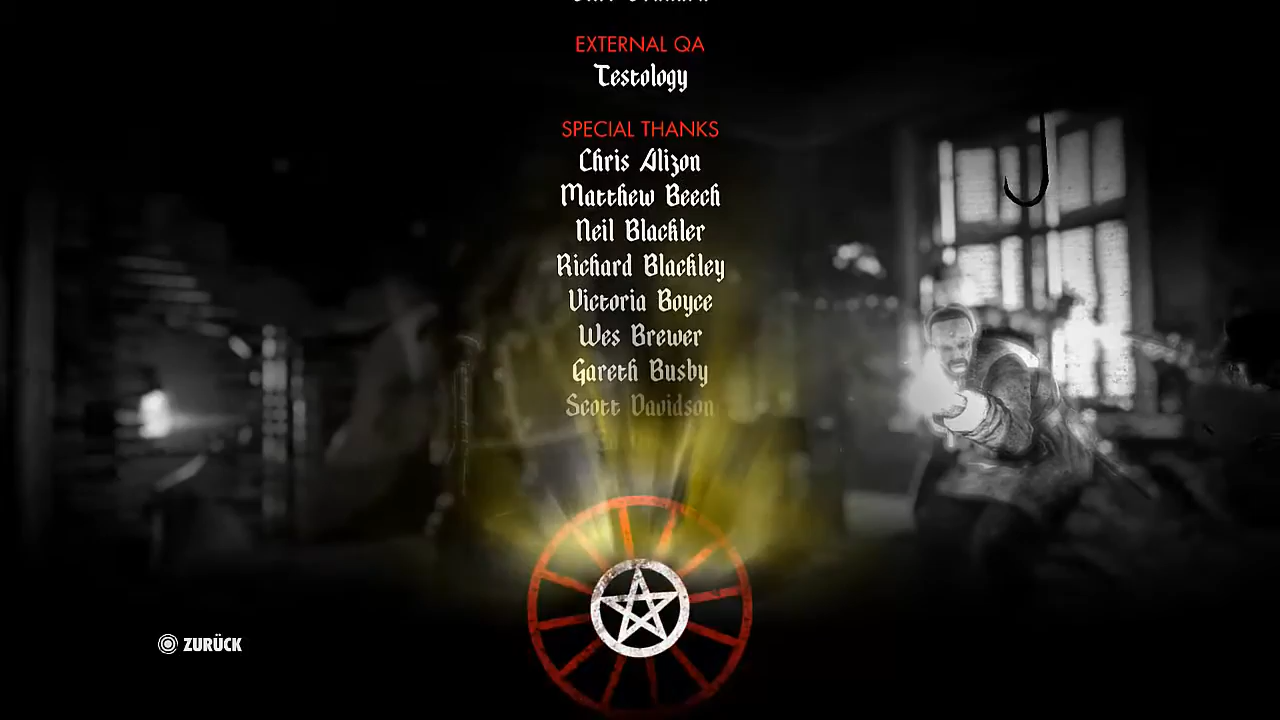 EXTERNAL QA
Testology
SPECIAL THANKS
Chris Alizon
Matthew Beech
Neil Blackler
Richard Blackley
Victoria Boyce
Wes Brewer
Gareth Busby
Scott Davidson
ZURÜCK